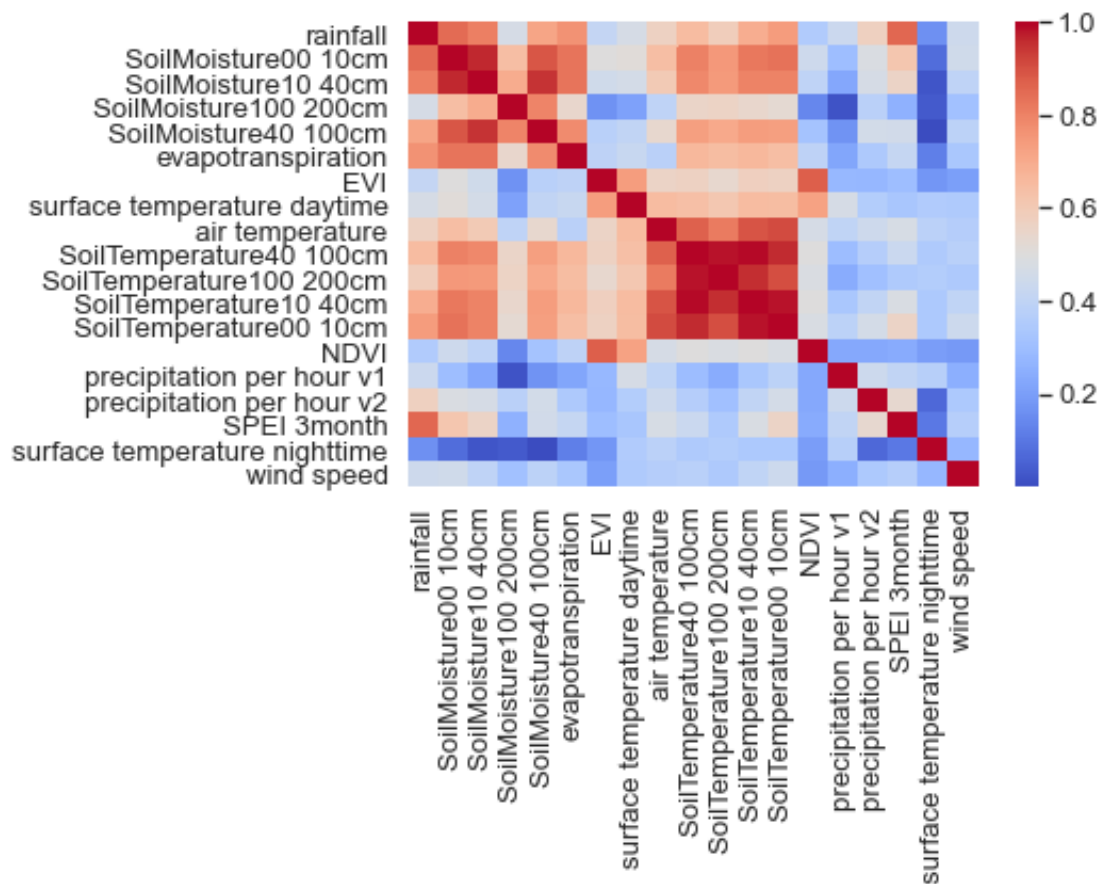 rainfall
SoilMoisture00 10cm
SoilMoisture10 40cm
SoilMoisture100 200cm
SoilMoisture40 100cm
evapotranspiration
EVI
surface temperature daytime
air temperature
SoilTemperature40 100cm
SoilTemperature100 200cm
SoilTemperature10 40cm
SoilTemperature00 10cm
NDVI
precipitation per hour v1
precipitation per hour v2
SPEI 3month
surface temperature nighttime
wind speed
rainfall
SoilMoisture00 10cm
SoilMoisture10 40cm
SoilMoisture100 200cm
SoilMoisture40 100cm
evapotranspiration
EVI
surface temperature daytime
air temperature
SoilTemperature40 100cm
SoilTemperature100 200cm
SoilTemperature10 40cm
SoilTemperature00 10cm
NDVI
precipitation per hour v1
precipitation per hour v2
SPEI 3month
surface temperature nighttime
wind speed
1.0
0.8
0.6
0.4
0.2